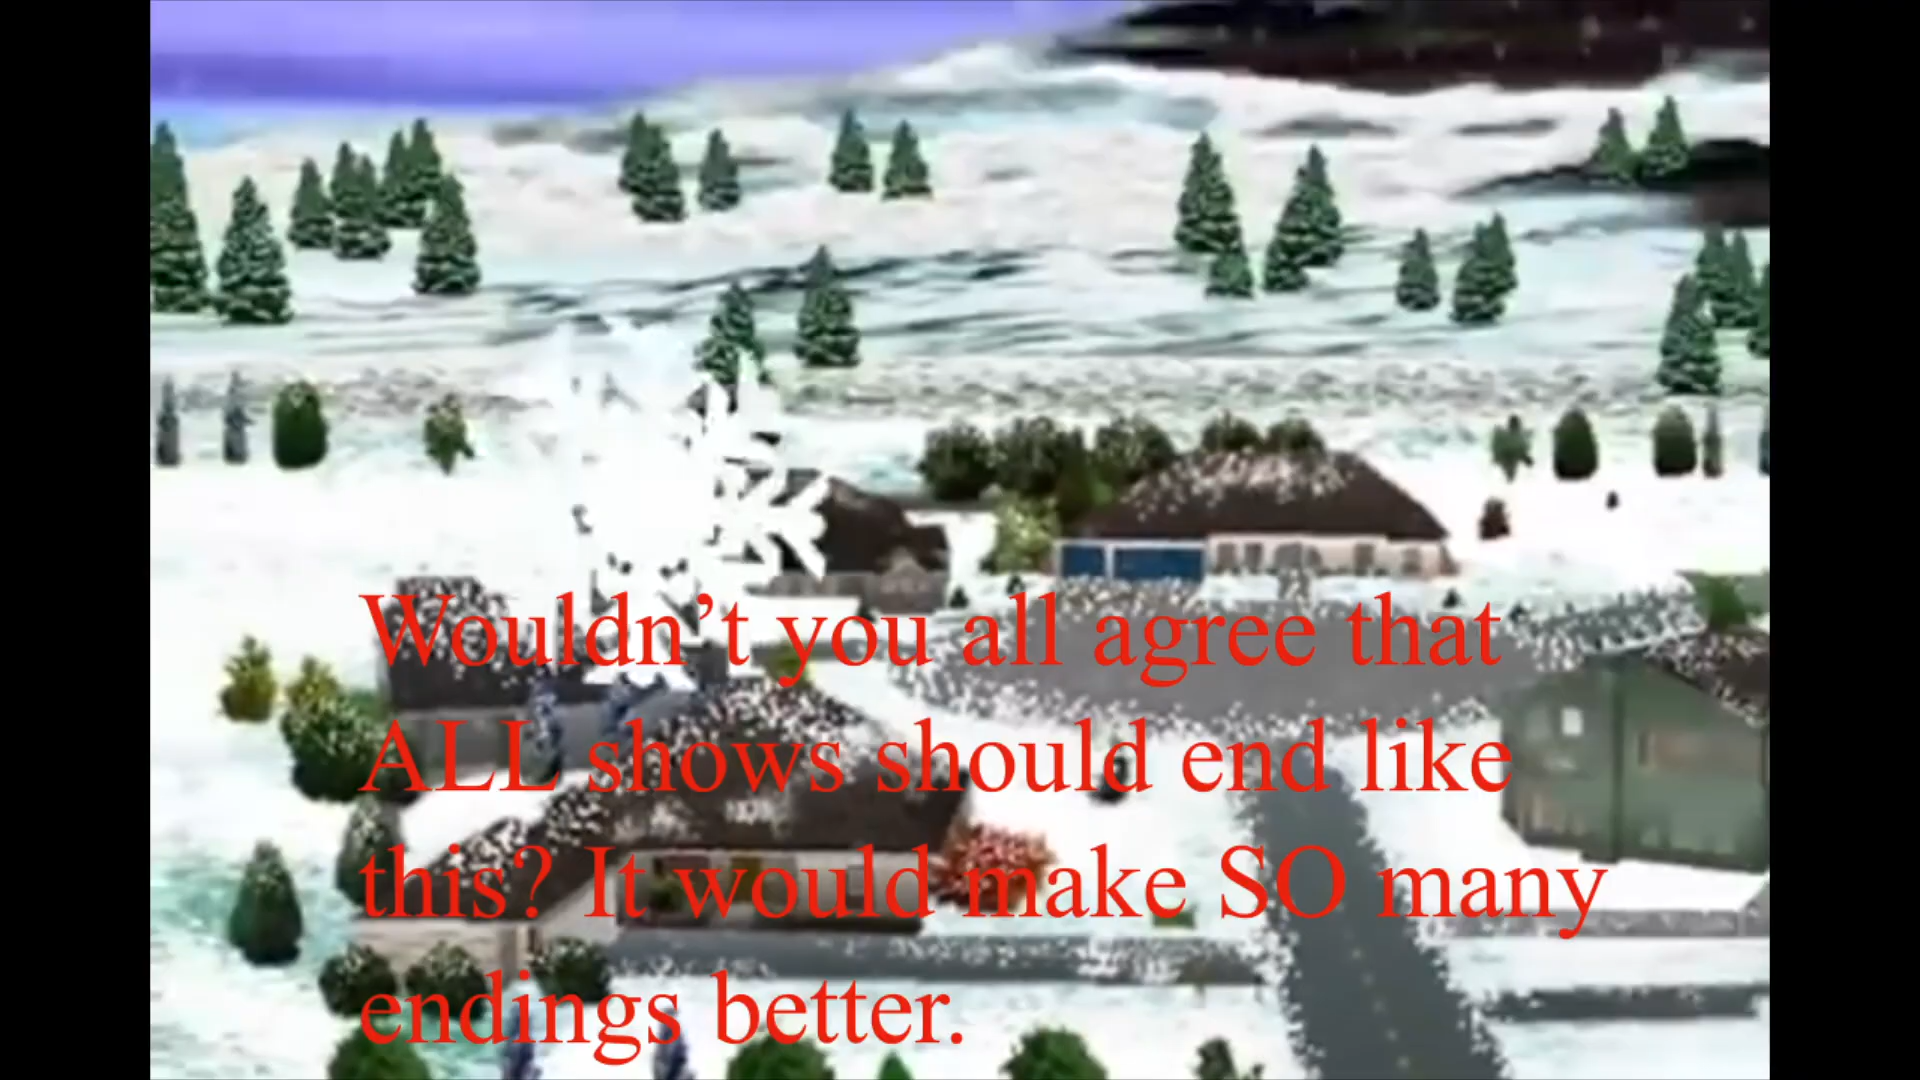 Wouldn’t you all agree that
ALL shows should end like
this? It would make SO many
endings better.